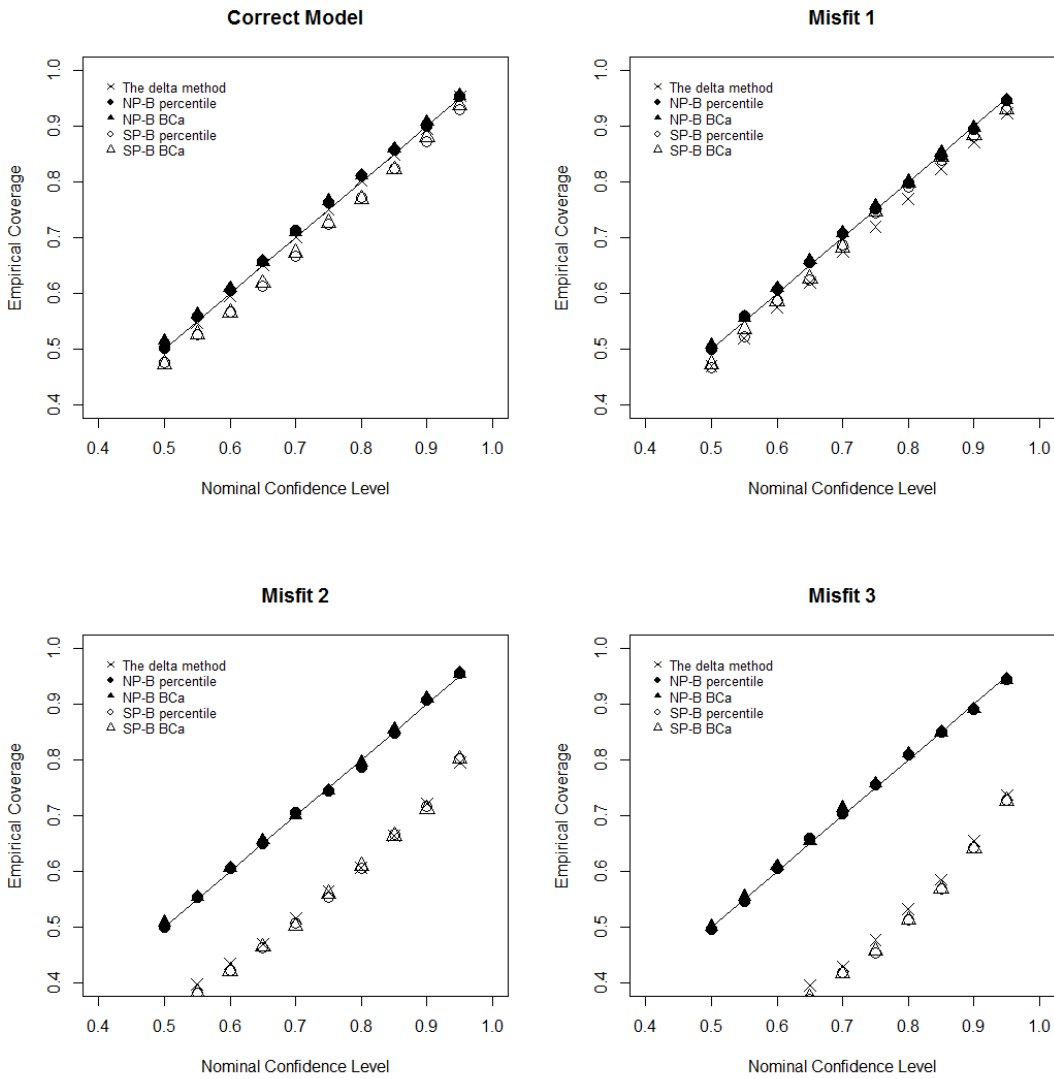 Correct Model
The delta method
NP-B percentile
NP-B BCa
SP-B percentile
SP-B BCa
1.0
0.9
0.8
0.7
0.6
0.5
0.4
Empirical Coverage
0.4 0.5 0.6 0.7 0.8 0.9 1.0
Nominal Confidence Level
Misfit 1
The delta method
NP-B percentile
NP-B BCa
SP-B percentile
SP-B BCa
1.0
0.9
0.8
0.7
0.6
0.5
0.4
Empirical Coverage
0.4 0.5 0.6 0.7 0.8 0.9 1.0
Nominal Confidence Level
Misfit 2
The delta method
NP-B percentile
NP-B BCa
SP-B percentile
SP-B BCa
1.0
0.9
0.8
0.7
0.6
0.5
0.4
Empirical Coverage
0.4 0.5 0.6 0.7 0.8 0.9 1.0
Nominal Confidence Level
Misfit 3
The delta method
NP-B percentile
NP-B BCa
SP-B percentile
SP-B BCa
1.0
0.9
0.8
0.7
0.6
0.5
0.4
Empirical Coverage
0.4 0.5 0.6 0.7 0.8 0.9 1.0
Nominal Confidence Level